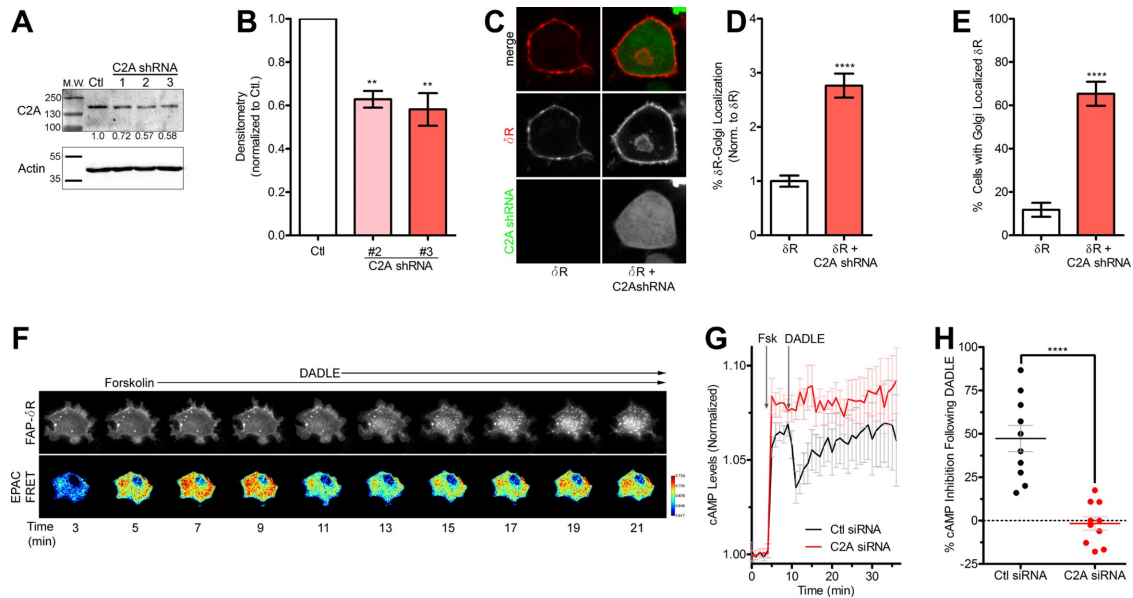 A
C2A shRNA
M.W Ctl 1 2 3
C2A
250
130
100
1.0 0.72 0.57 0.58
Actin
55
35
B
Densitometry
(normalized to Ctl.)
1.0
0.8
0.6
0.4
0.2
0.0
** **
Ctl #2 #3
C2A shRNA
C
merge
δR
C2A shRNA
δR δR +
C2AshRNA
D
% δR-Golgi Localization
(Norm. to δR)
4
3
2
1
0
****
δR δR +
C2A shRNA
E
% Cells with Golgi Localized δR
100
80
60
40
20
0
****
δR δR +
C2A shRNA
F
DADLE
Forskolin
FAP-δR
EPAC
FRET
Time
(min)
3 5 7 9 11 13 15 17 19 21
G
Fsk DADLE
cAMP Levels (Normalized)
1.10
1.05
1.00
Ctl siRNA
C2A siRNA
0 10 20 30
Time (min)
H
% cAMP Inhibition Following DADLE
100
75
50
25
0
-25
****
Ctl siRNA C2A siRNA